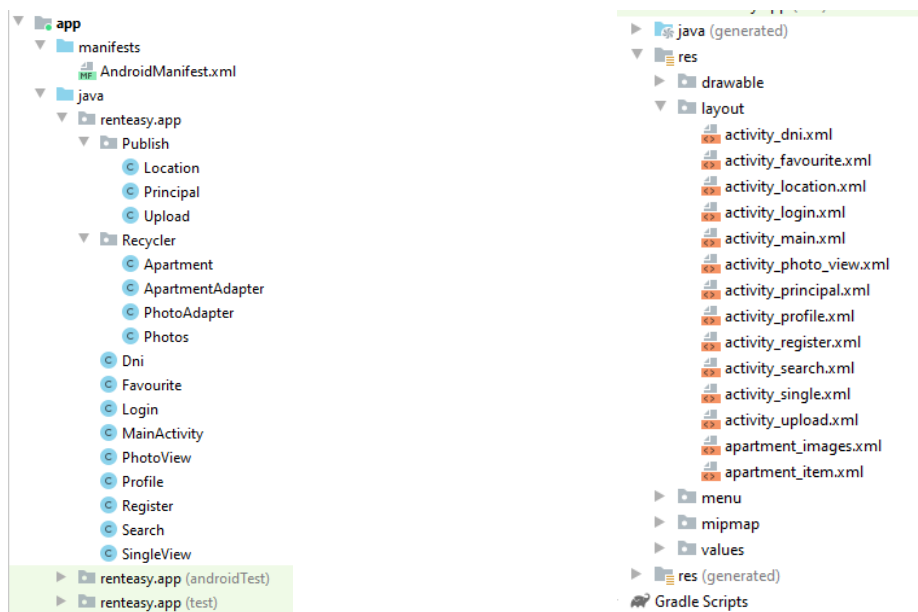 app
manifests
AndroidManifest.xml
java
renteasy.app
Publish
Location
Principal
Upload
Recycler
Apartment
ApartmentAdapter
PhotoAdapter
Photos
Dni
Favourite
Login
MainActivity
PhotoView
Profile
Register
Search
SingleView
renteasy.app (androidTest)
renteasy.app (test)
java (generated)
res
drawable
layout
activity_dni.xml
activity_favourite.xml
activity_location.xml
activity_login.xml
activity_main.xml
activity_photo_view.xml
activity_principal.xml
activity_profile.xml
activity_register.xml
activity_search.xml
activity_single.xml
activity_upload.xml
apartment_images.xml
apartment_item.xml
menu
mipmap
values
res (generated)
Gradle Scripts